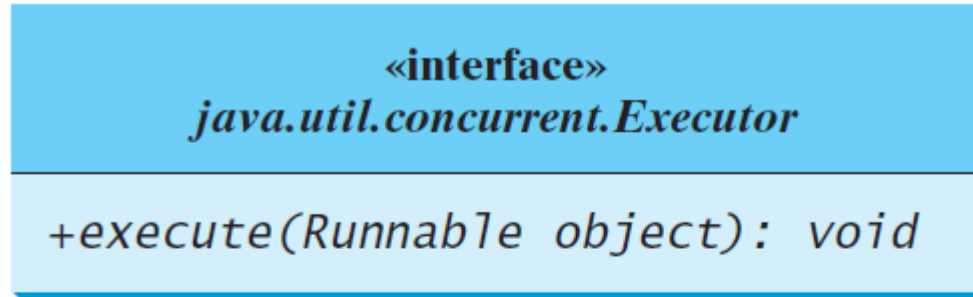 «interface»
java.util.concurrent.Executor
+execute(Runnable object): void